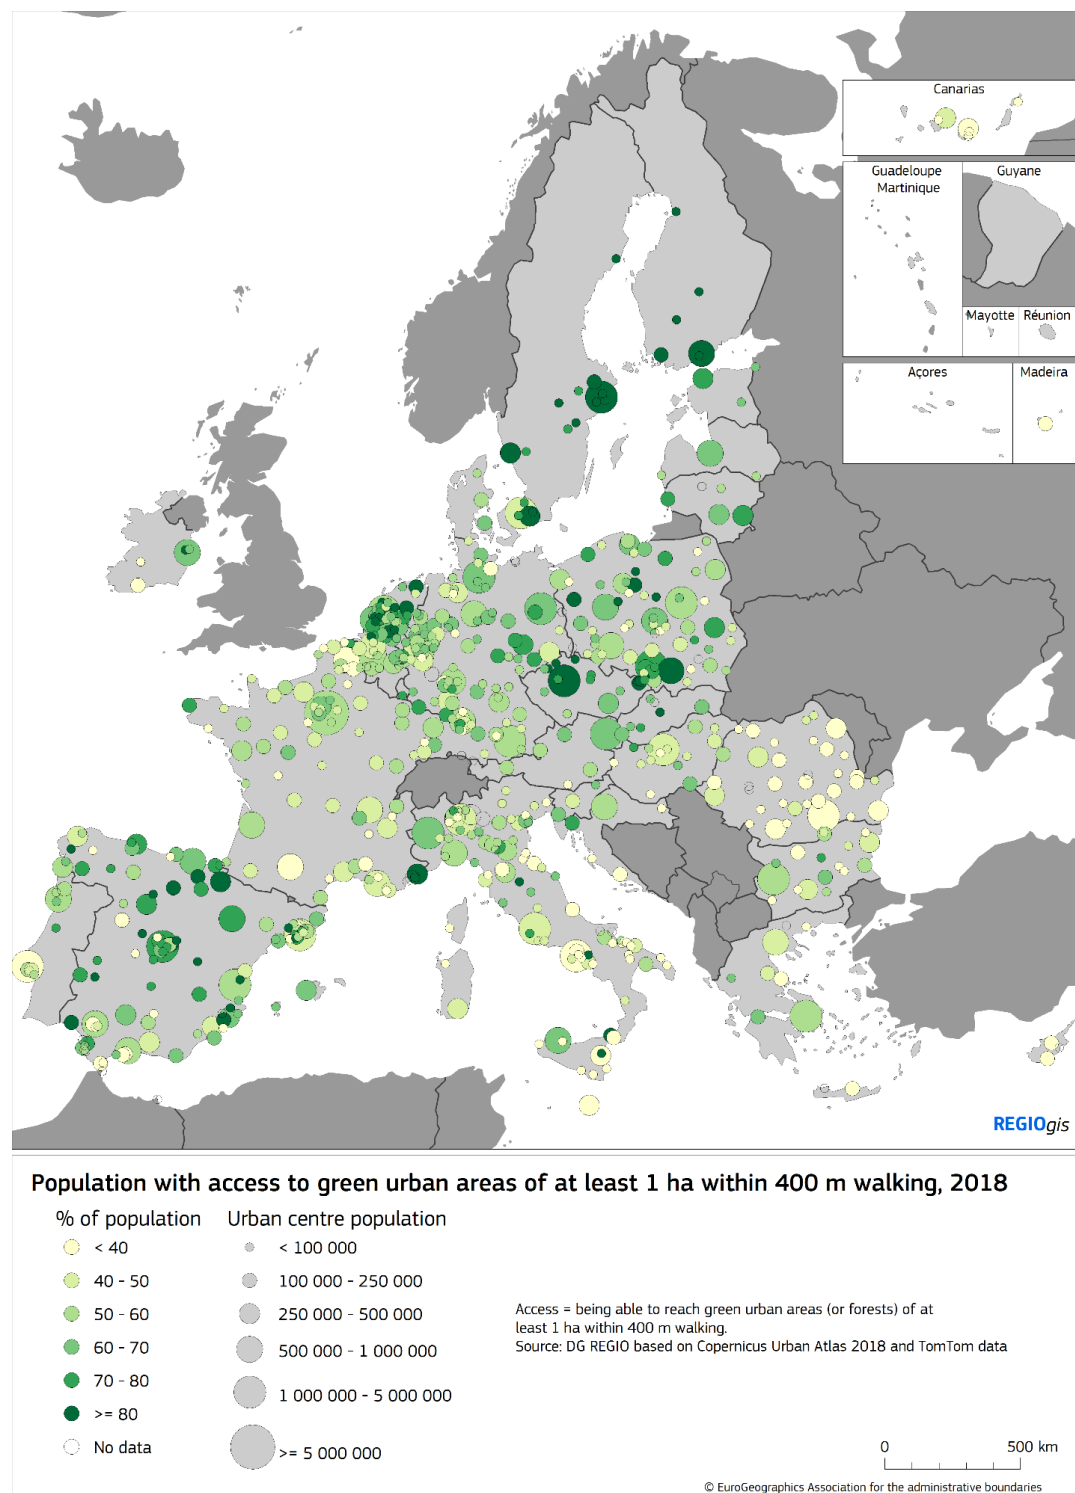 Canarias
Guadeloupe
Martinique
Guyane
Mayotte
Réunion
Açores
Madeira
REGIOgis
Population with access to green urban areas of at least 1 ha within 400 m walking, 2018
% of population
< 40
40 - 50
50 - 60
60 - 70
70 - 80
>= 80
No data
Urban centre population
< 100 000
100 000 - 250 000
250 000 - 500 000
500 000 - 1 000 000
1 000 000 - 5 000 000
>= 5 000 000
Access = being able to reach green urban areas (or forests) of at
least 1 ha within 400 m walking.
Source: DG REGIO based on Copernicus Urban Atlas 2018 and TomTom data
0 500 km
© EuroGeographics Association for the administrative boundaries